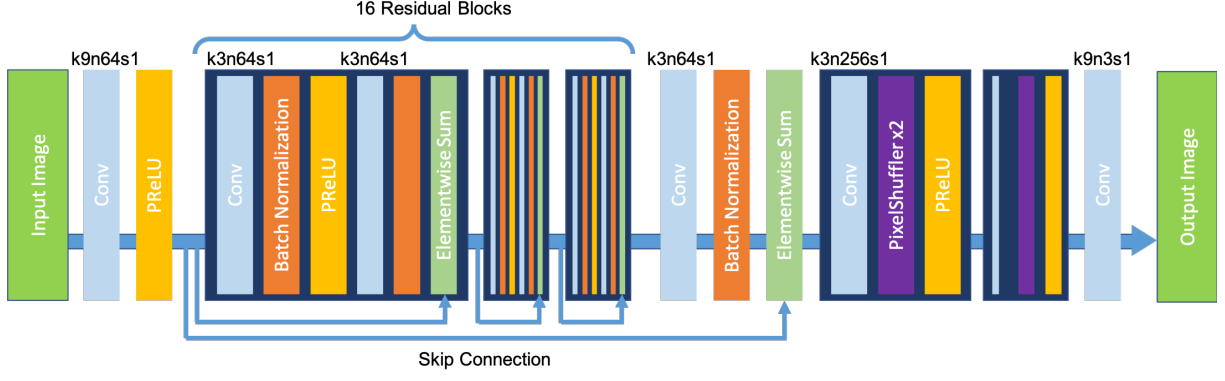 16 Residual Blocks
k9n64s1
k3n64s1
k3n64s1
k3n64s1
k3n256s1
k9n3s1
Input Image
Conv
PReLU
Conv
Batch Normalization
PReLU
Elementwise Sum
Conv
Batch Normalization
Elementwise Sum
Conv
PixelShuffler x2
PReLU
Conv
Output Image
Skip Connection